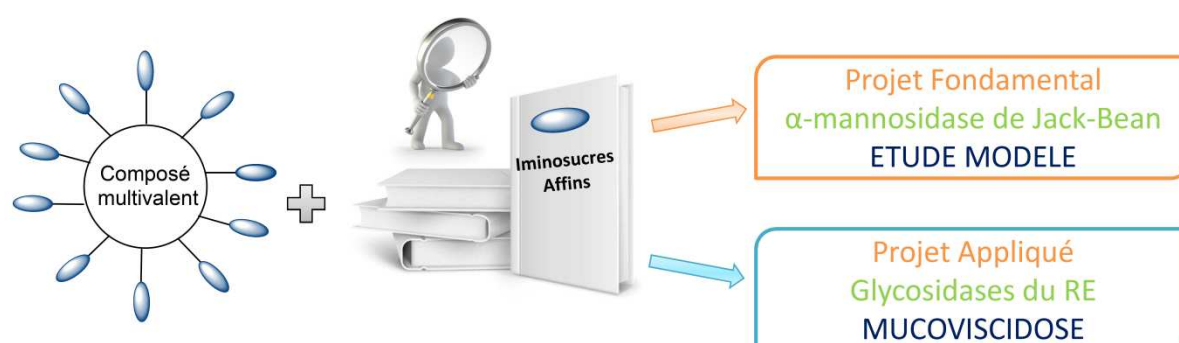 Composé
multivalent
Iminosucres
Affins
Projet Fondamental
α-mannosidase de Jack-Bean
ETUDE MODELE
Projet Appliqué
Glycosidases du RE
MUCOVISCIDOSE